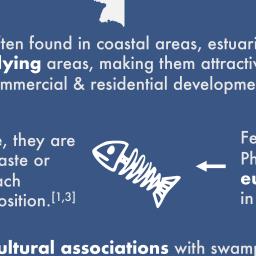 ten found in coastal areas, estuari
lying areas, making them attractiv
mmercial & residential developme
e, they are
aste or
ach
osition.[1,3]
Fe
Ph
eu
in
ultural associations with swamp